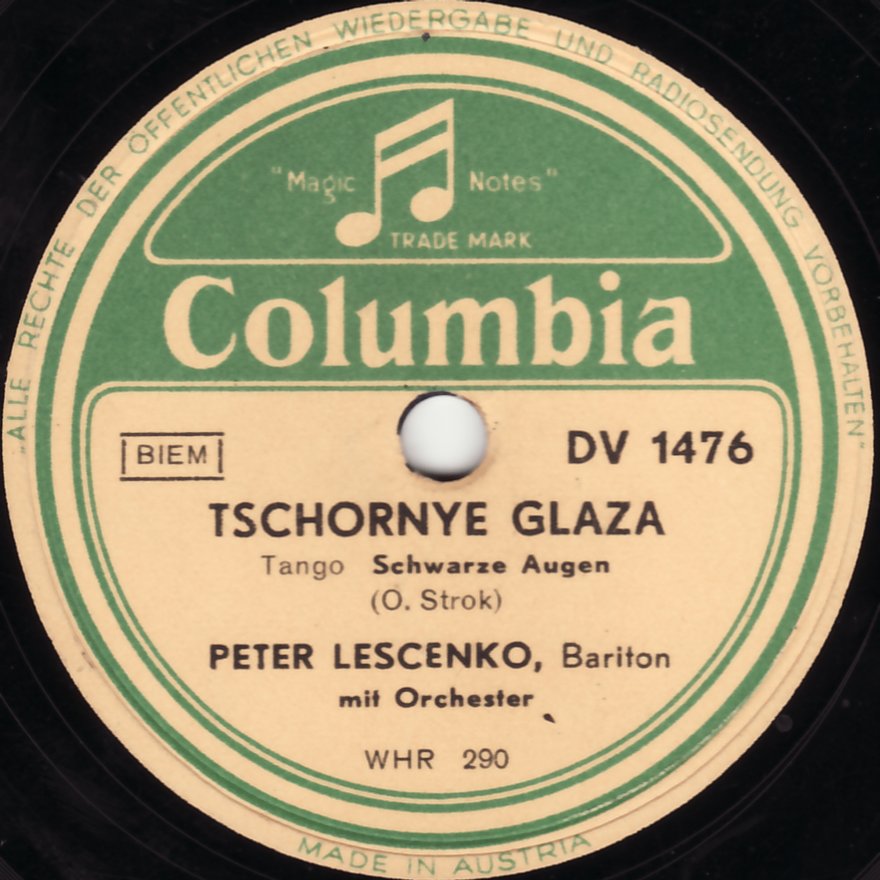 "ALLE RECHTE DER ÖFFENTLICHEN WIEDERGABE UND RADIOSENDUNG VORBEHALTEN"
"Magic Notes"
TRADE MARK
Columbia
BIEM
DV 1476
TSCHORNYE GLAZA
Tango Schwarze Augen
(O. Strok)
PETER LESCENKO, Bariton
mit Orchester
WHR 290
MADE IN AUSTRIA